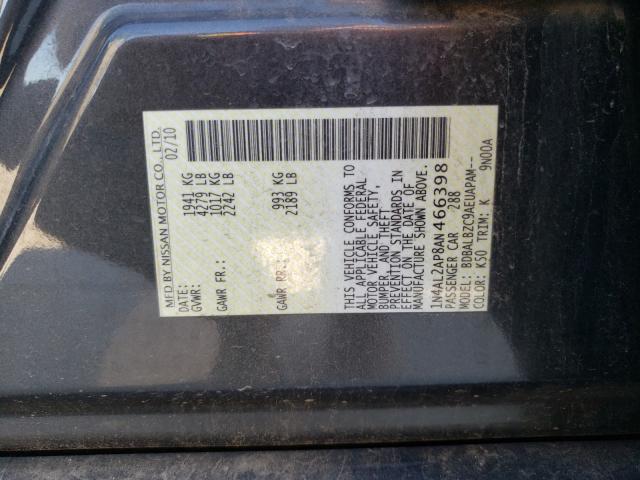 MFD BY NISSAN MOTOR CO., LTD.
02/10
GVWR: 1941 KG
4279 LB
GAWR FR.: 1017 KG
2242 LB
GAWR RR.: 993 KG
2189 LB
THIS VEHICLE CONFORMS TO
ALL APPLICABLE FEDERAL
MOTOR VEHICLE SAFETY,
BUMPER, AND THEFT
PREVENTION STANDARDS IN
EFFECT ON THE DATE OF
MANUFACTURE SHOWN ABOVE.
1N4AL2AP8AN466398
PASSENGER CAR 288
MODEL: BDBALBZC9AEUAPAM--
COLOR: K50 TRIM: K 9N00A